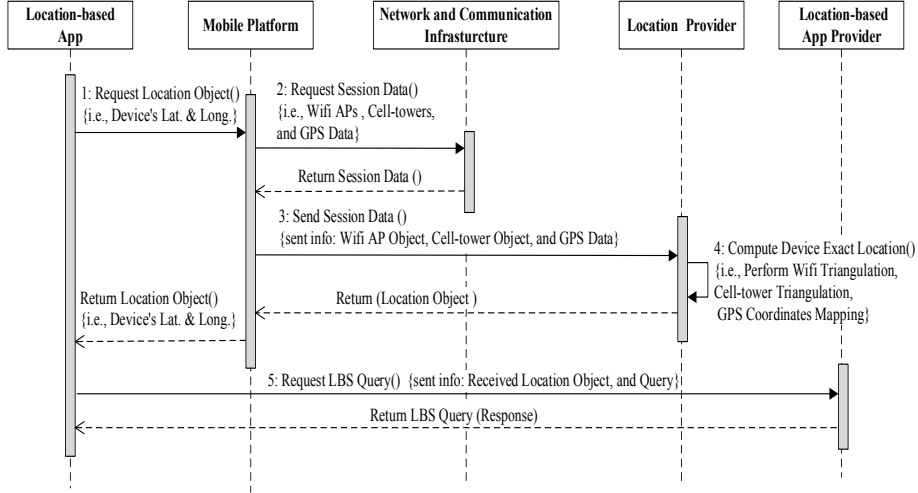 Location-based
App
Mobile Platform
Network and Communication
Infrasturcture
Location Provider
Location-based
App Provider
1: Request Location Object()
{i.e., Device's Lat. & Long.}
2: Request Session Data()
{i.e., Wifi APs , Cell-towers,
and GPS Data}
Return Session Data ()
3: Send Session Data ()
{sent info: Wifi AP Object, Cell-tower Object, and GPS Data}
4: Compute Device Exact Location()
{i.e., Perform Wifi Triangulation,
Cell-tower Triangulation,
GPS Coordinates Mapping}
Return (Location Object )
Return Location Object()
{i.e., Device's Lat. & Long.}
5: Request LBS Query() {sent info: Received Location Object, and Query}
Return LBS Query (Response)